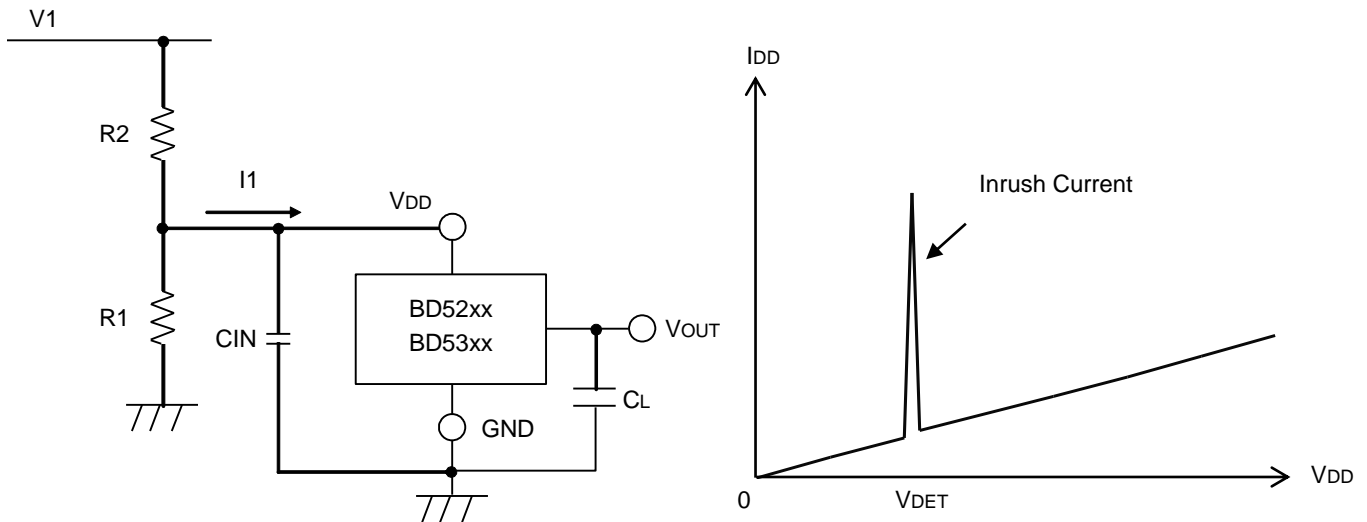 V1
R2
I1
VDD
R1
CIN
BD52xx
BD53xx
VOUT
CL
GND
IDD
Inrush Current
0
VDET
VDD